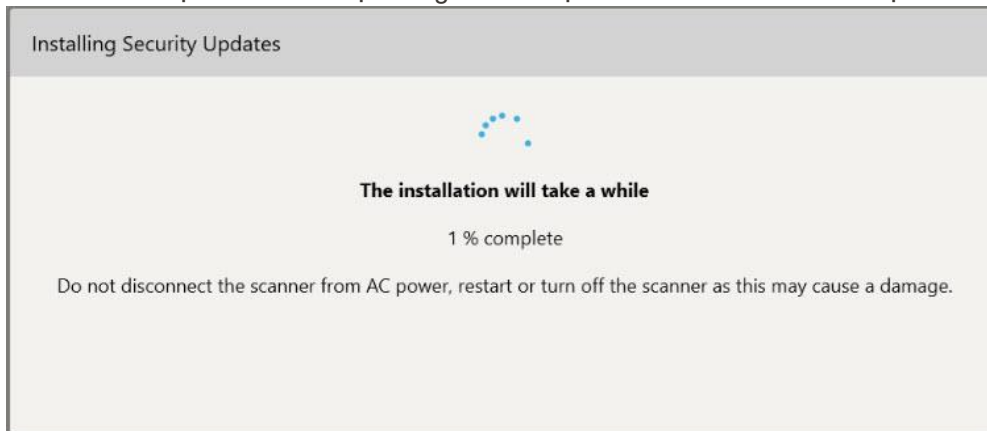 Installing Security Updates
The installation will take a while
1 % complete
Do not disconnect the scanner from AC power, restart or turn off the scanner as this may cause a damage.